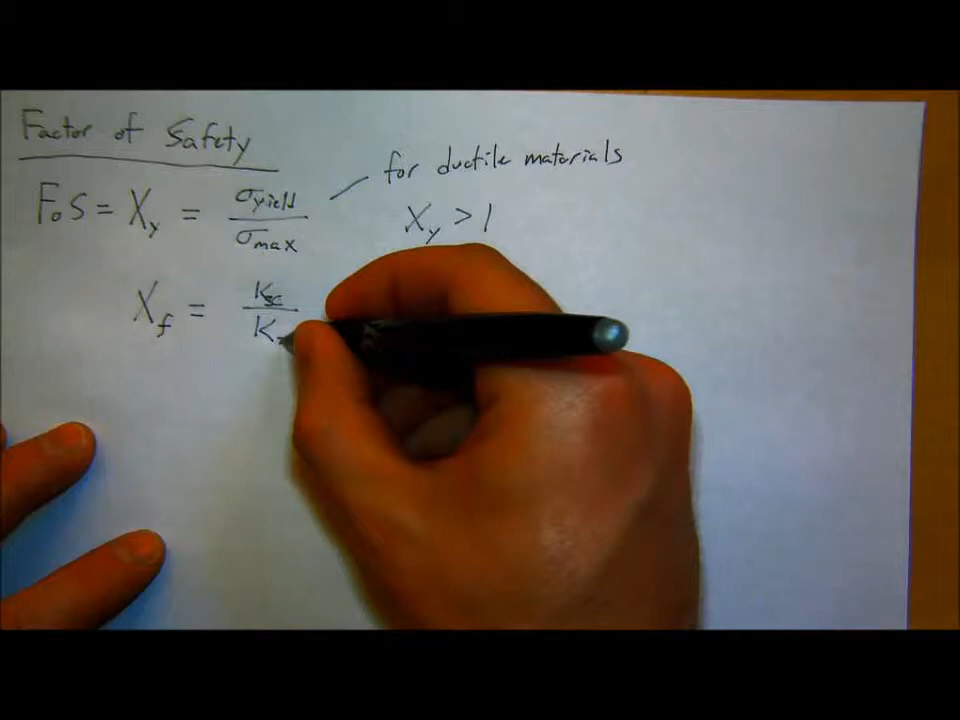 Factor of Safety
FoS = Xy = σyield / σmax for ductile materials
Xy > 1
Xf = KIC / K